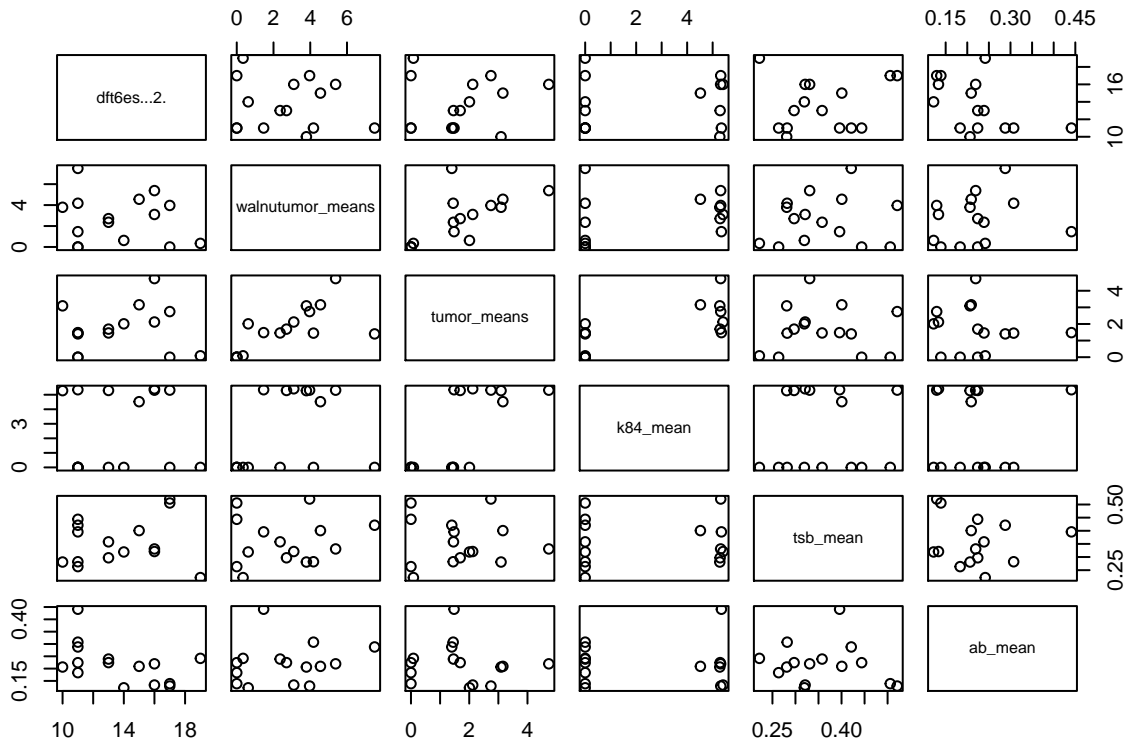 0 2 4 6 0 2 4 0.15 0.30 0.45
dft6es...2.
10 16
walnutumor_means
0 4
tumor_means
0 2 4
k84_mean
0 3
tsb_mean
0.25 0.50
ab_mean
0.15 0.40
10 14 18 0 2 4 0.25 0.40